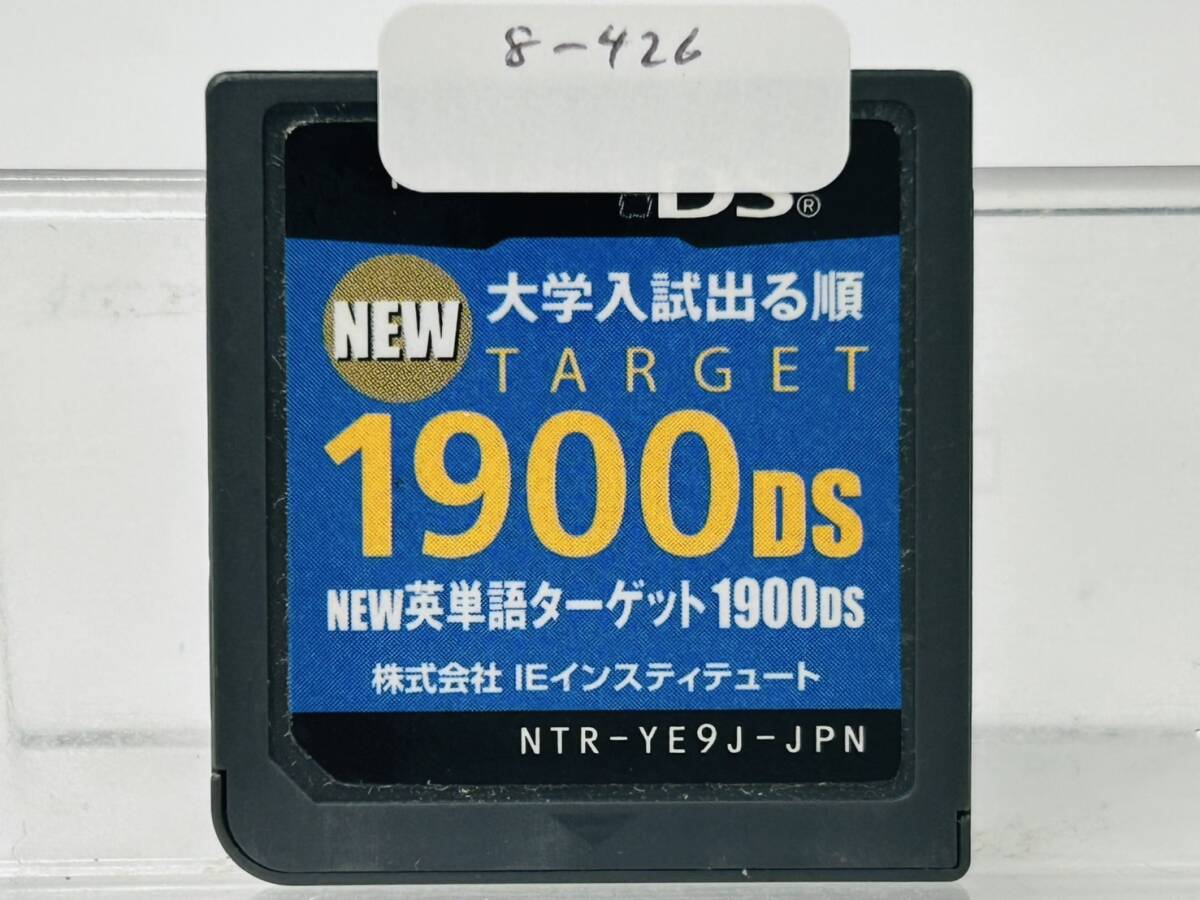 8-426
DS®
NEW
大学入試出る順
TARGET
1900DS
NEW英単語ターゲット1900DS
株式会社 IEインスティテュート
NTR-YE9J-JPN